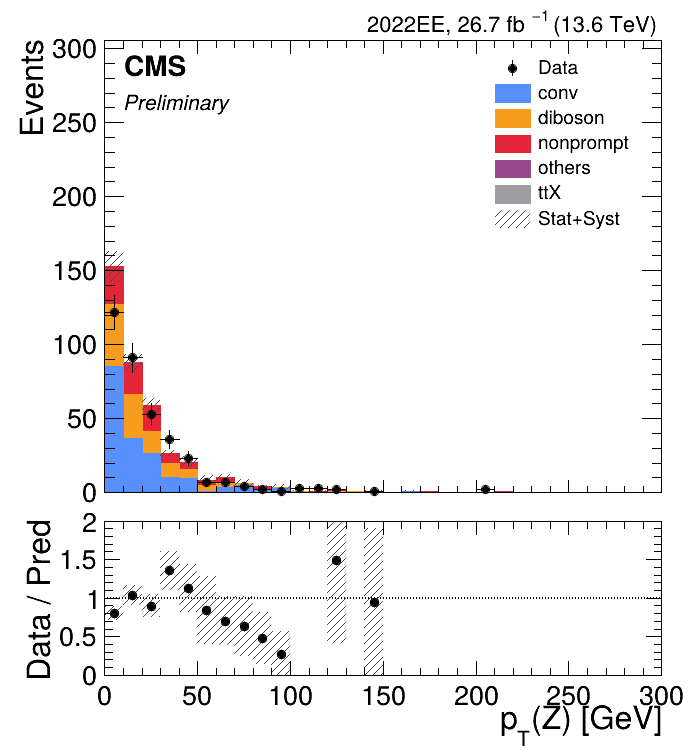 2022EE, 26.7 fb⁻¹ (13.6 TeV)
Events
300
250
200
150
100
50
0
CMS
Preliminary
Data
conv
diboson
nonprompt
others
ttX
Stat+Syst
Data / Pred
2
1.5
1
0.5
0
0 50 100 150 200 250 300
p_T(Z) [GeV]